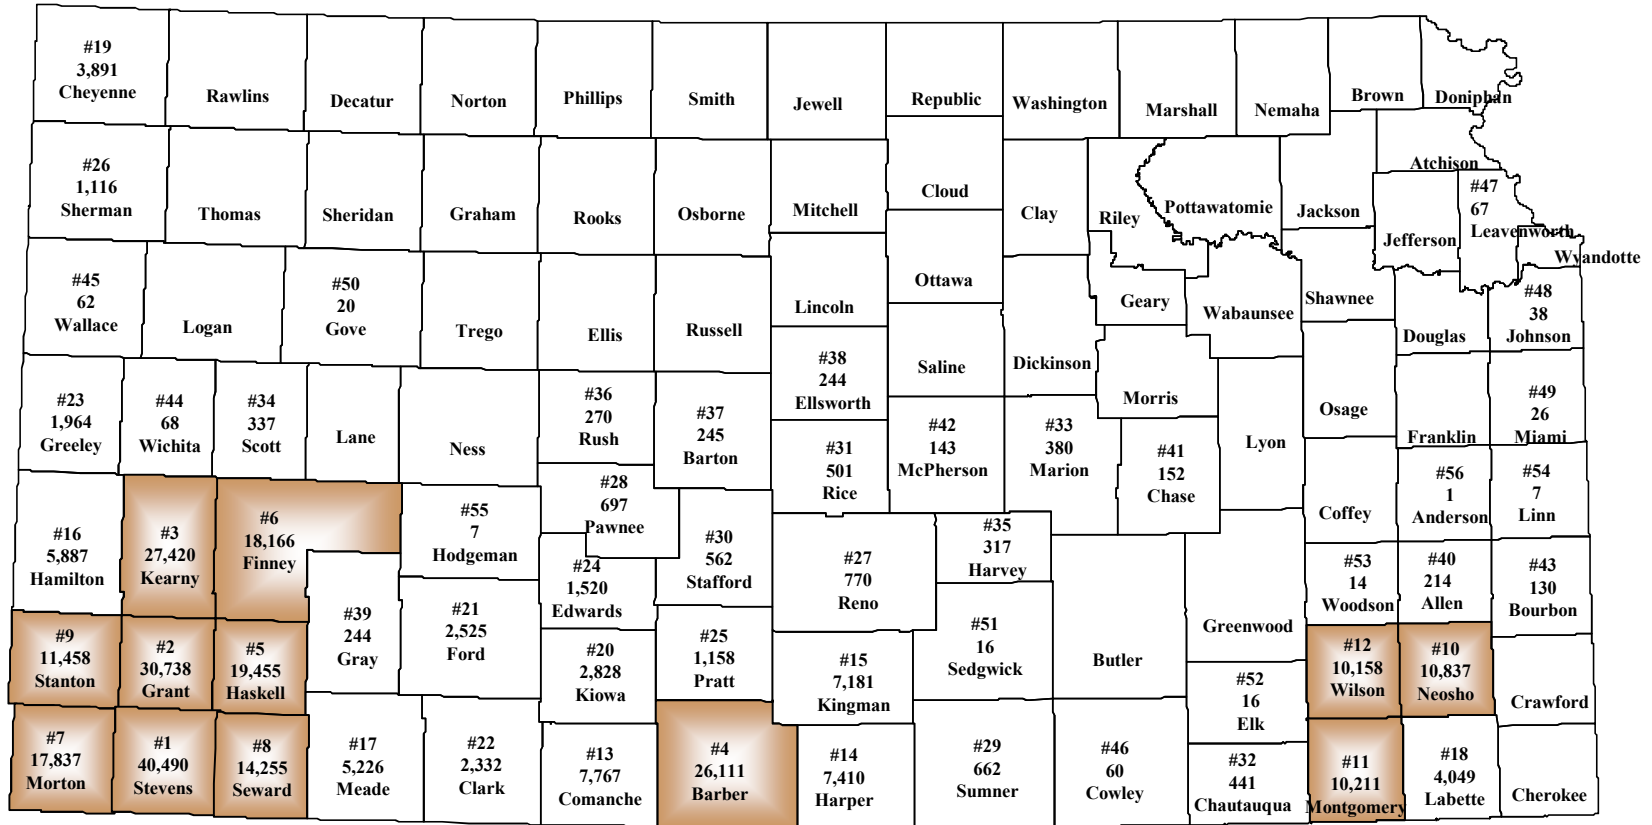 #19
3,891
Cheyenne
Rawlins
Decatur
Norton
Phillips
Smith
Jewell
Republic
Washington
Marshall
Nemaha
Brown
Doniphan
#26
1,116
Sherman
Thomas
Sheridan
Graham
Rooks
Osborne
Mitchell
Cloud
Clay
Riley
Pottawatomie
Jackson
Atchison
Jefferson
#47
67
Leavenworth
Wyandotte
#45
62
Wallace
Logan
#50
20
Gove
Trego
Ellis
Russell
Lincoln
Ottawa
Saline
Dickinson
Geary
Wabaunsee
Shawnee
Douglas
#48
38
Johnson
#23
1,964
Greeley
#44
68
Wichita
#34
337
Scott
Lane
Ness
#36
270
Rush
#37
245
Barton
#38
244
Ellsworth
#31
501
Rice
#42
143
McPherson
#33
380
Marion
Morris
#41
152
Chase
Lyon
Osage
Franklin
#49
26
Miami
#16
5,887
Hamilton
#3
27,420
Kearny
#6
18,166
Finney
#55
7
Hodgeman
#28
697
Pawnee
#24
1,520
Edwards
#30
562
Stafford
#27
770
Reno
#35
317
Harvey
#51
16
Sedgwick
Butler
Greenwood
Coffey
#56
1
Anderson
#54
7
Linn
#53
14
Woodson
#40
214
Allen
#43
130
Bourbon
#9
11,458
Stanton
#2
30,738
Grant
#5
19,455
Haskell
#39
244
Gray
#21
2,525
Ford
#20
2,828
Kiowa
#25
1,158
Pratt
#15
7,181
Kingman
#52
16
Elk
#12
10,158
Wilson
#10
10,837
Neosho
Crawford
#7
17,837
Morton
#1
40,490
Stevens
#8
14,255
Seward
#17
5,226
Meade
#22
2,332
Clark
#13
7,767
Comanche
#4
26,111
Barber
#14
7,410
Harper
#29
662
Sumner
#46
60
Cowley
#32
441
Chautauqua
#11
10,211
Montgomery
#18
4,049
Labette
Cherokee